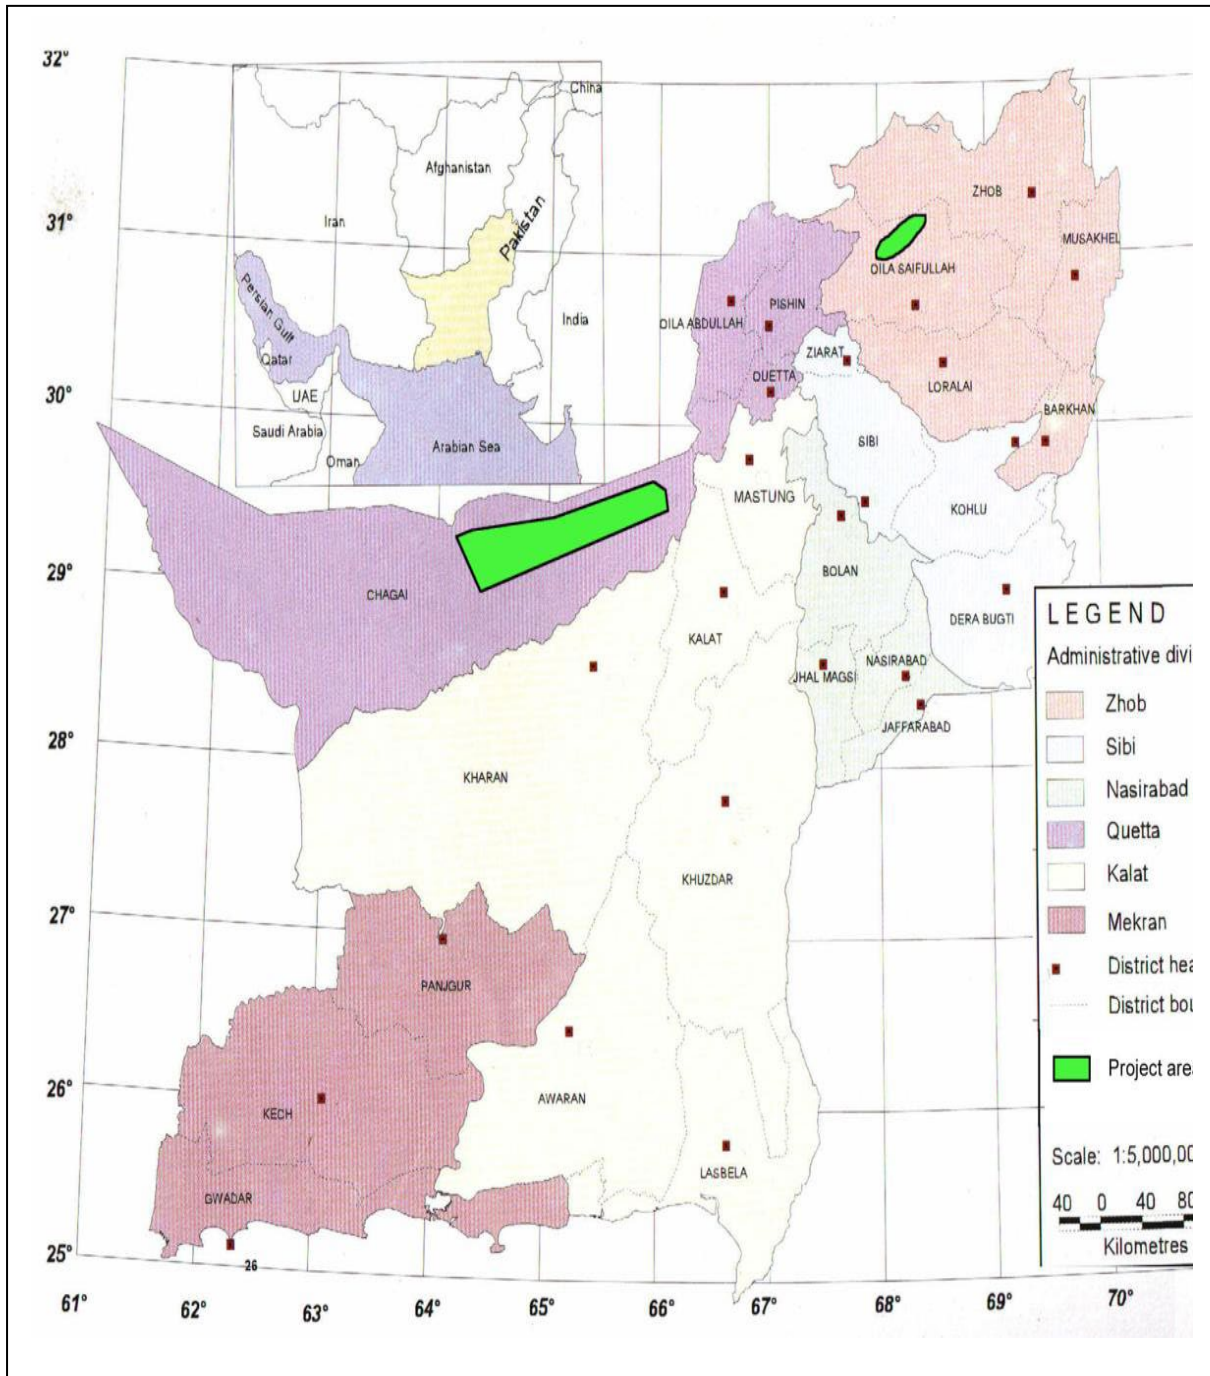 32°
31°
30°
29°
28°
27°
26°
25°
China
Afghanistan
Pakistan
Iran
India
Persian Gulf
Qatar
UAE
Saudi Arabia
Oman
Arabian Sea
ZHOB
MUSAKHEL
QILA SAIFULLAH
PISHIN
QILA ABDULLAH
ZIARAT
QUETTA
LORALAI
BARKHAN
SIBI
MASTUNG
KOHLU
BOLAN
CHAGAI
DERA BUGTI
KALAT
NASIRABAD
JHAL MAGSI
JAFFARABAD
KHARAN
KHUZDAR
PANJGUR
AWARAN
KECH
LASBELA
GWADAR
26
61°
62°
63°
64°
65°
66°
67°
68°
69°
70°
LEGEND
Administrative divi
Zhob
Sibi
Nasirabad
Quetta
Kalat
Mekran
District hea
District bou
Project area
Scale: 1:5,000,00
40 0 40 80
Kilometres